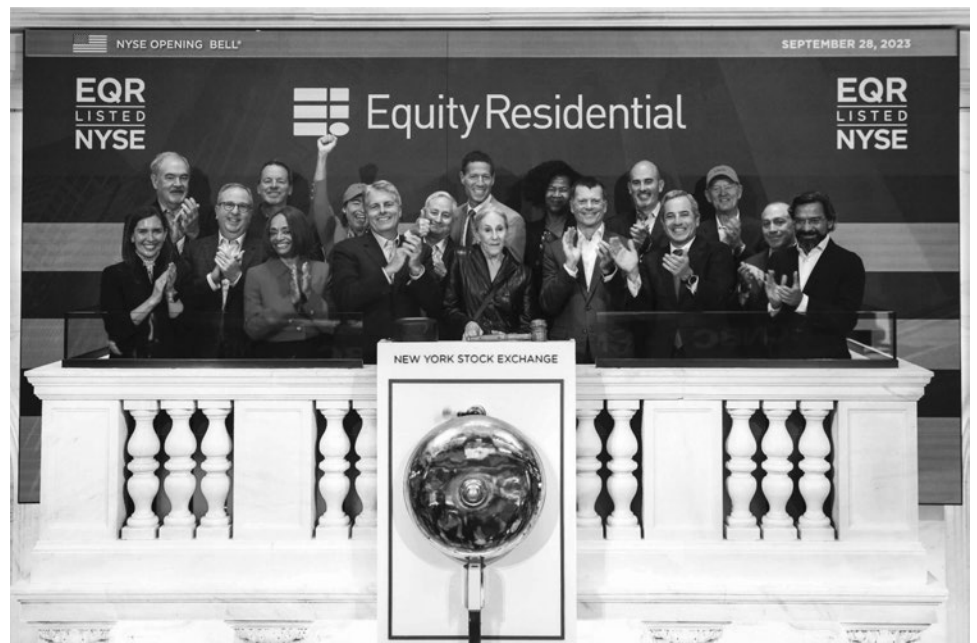 NYSE OPENING BELL®
SEPTEMBER 28, 2023
EQR
LISTED
NYSE
Equity Residential
EQR
LISTED
NYSE
NEW YORK STOCK EXCHANGE